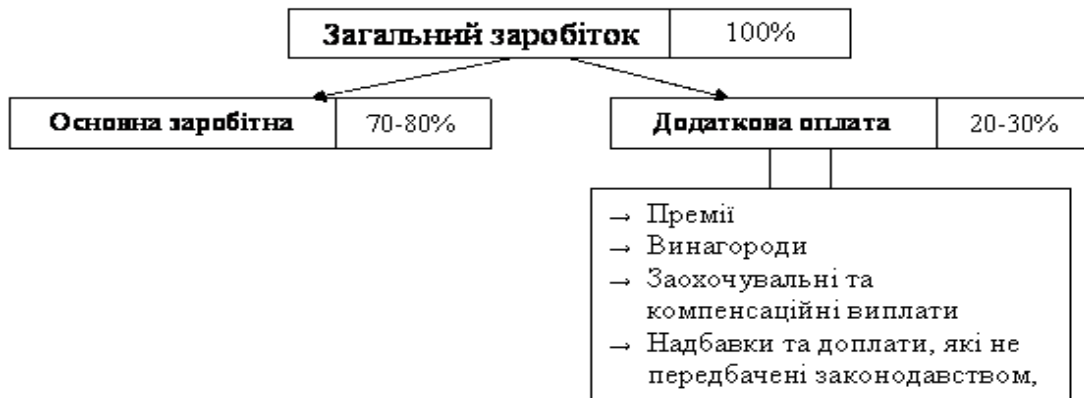 Загальний заробіток 100%
Основна заробітна 70-80%
Додаткова оплата 20-30%
→ Премії
→ Винагороди
→ Заохочувальні та
компенсаційні виплати
→ Надбавки та доплати, які не
передбачені законодавством,